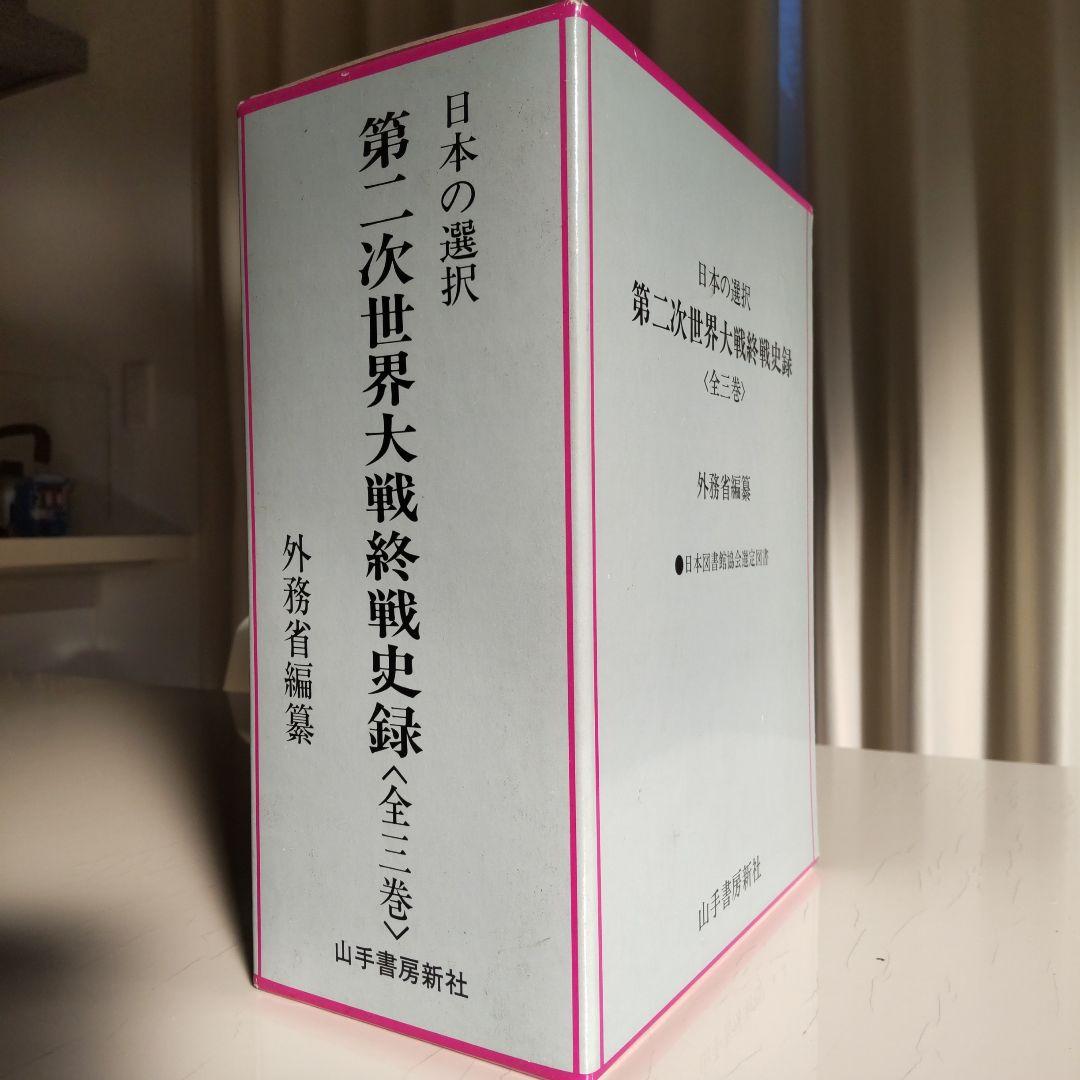 日本の選択
第二次世界大戦終戦史録〈全三巻〉
外務省編纂
山手書房新社
日本の選択
第二次世界大戦終戦史録
〈全三巻〉
外務省編纂
●日本図書館協会選定図書
山手書房新社